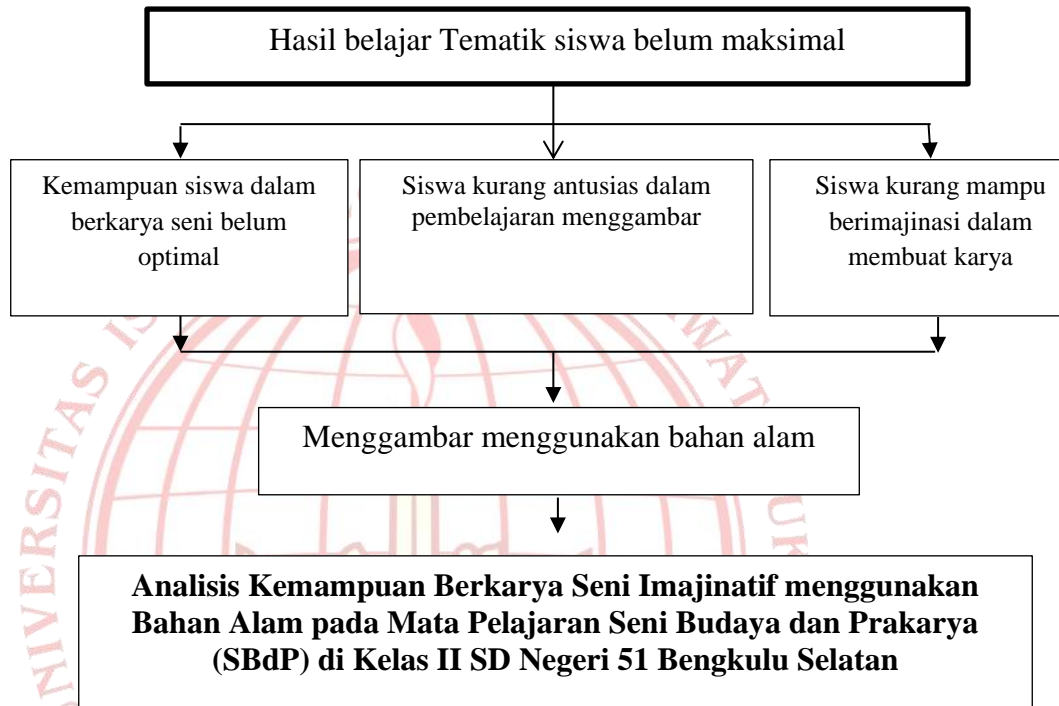 Hasil belajar Tematik siswa belum maksimal
Kemampuan siswa dalam
berkarya seni belum
optimal
Siswa kurang antusias dalam
pembelajaran menggambar
Siswa kurang mampu
berimajinasi dalam
membuat karya
Menggambar menggunakan bahan alam
Analisis Kemampuan Berkarya Seni Imajinatif menggunakan
Bahan Alam pada Mata Pelajaran Seni Budaya dan Prakarya
(SBdP) di Kelas II SD Negeri 51 Bengkulu Selatan
UNIVERSITAS